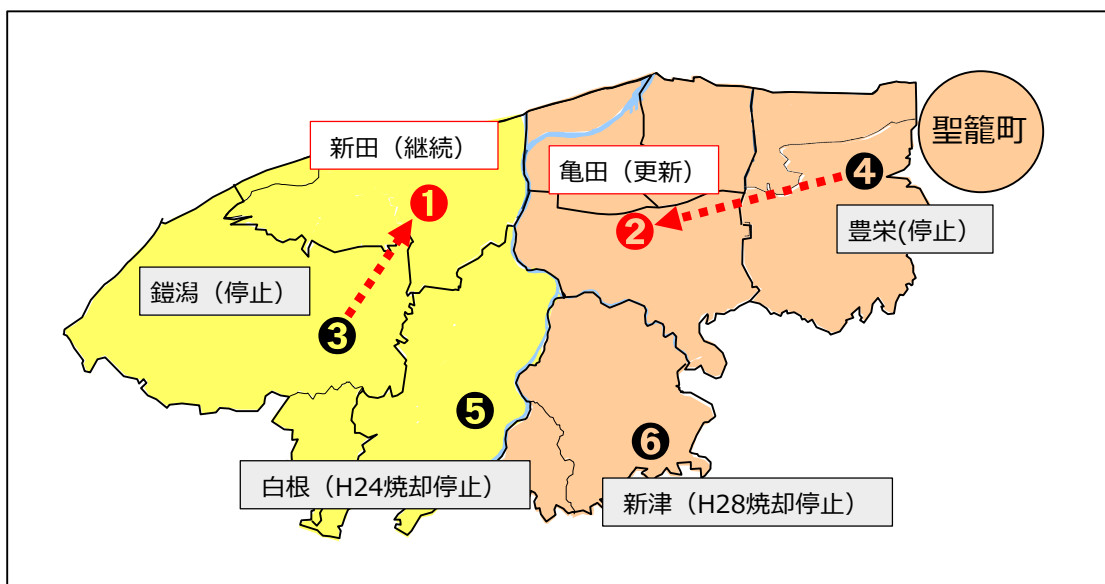 聖籠町
新田（継続）
亀田（更新）
❶
❷
❹
豊栄(停止）
鎧潟（停止）
❸
❺
❻
白根（H24焼却停止）
新津（H28焼却停止）